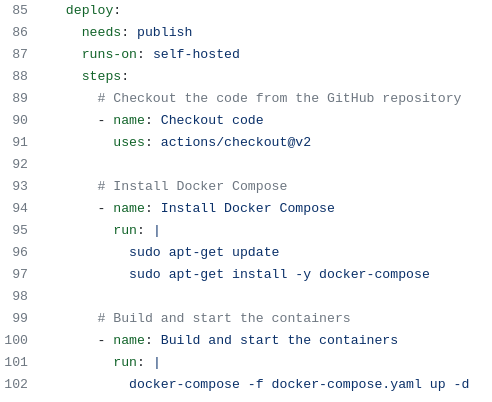 85 deploy:
86 needs: publish
87 runs-on: self-hosted
88 steps:
89 # Checkout the code from the GitHub repository
90 - name: Checkout code
91 uses: actions/checkout@v2
92
93 # Install Docker Compose
94 - name: Install Docker Compose
95 run: |
96 sudo apt-get update
97 sudo apt-get install -y docker-compose
98
99 # Build and start the containers
100 - name: Build and start the containers
101 run: |
102 docker-compose -f docker-compose.yaml up -d